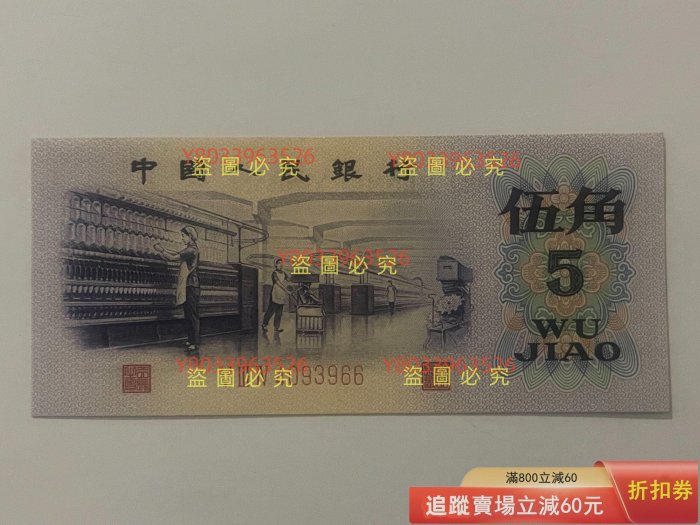 Y8033963526
盜圖必究 盜圖必究
中國人民銀行
伍角
盜圖必究
5
WU
JIAO
盜圖必究 盜圖必究
093966
滿800立減60
追蹤賣場立減60元
折扣券